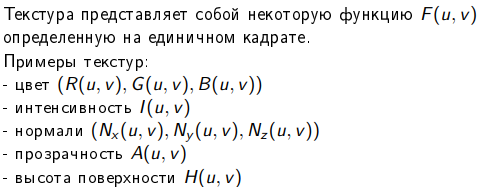 Текстура представляет собой некоторую функцию F(u, v)
определенную на единичном кадрате.
Примеры текстур:
- цвет (R(u, v), G(u, v), B(u, v))
- интенсивность I(u, v)
- нормали (N_x(u, v), N_y(u, v), N_z(u, v))
- прозрачность A(u, v)
- высота поверхности H(u, v)